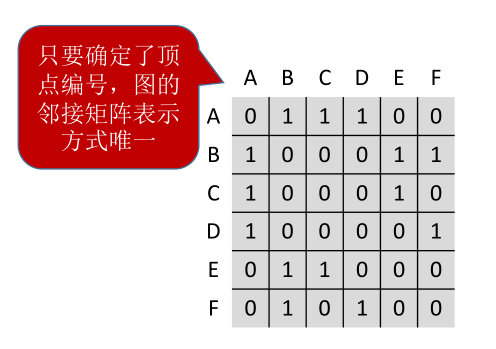 只要确定了顶
点编号，图的
邻接矩阵表示
方式唯一
A B C D E F
A 0 1 1 1 0 0
B 1 0 0 0 1 1
C 1 0 0 0 1 0
D 1 0 0 0 0 1
E 0 1 1 0 0 0
F 0 1 0 1 0 0